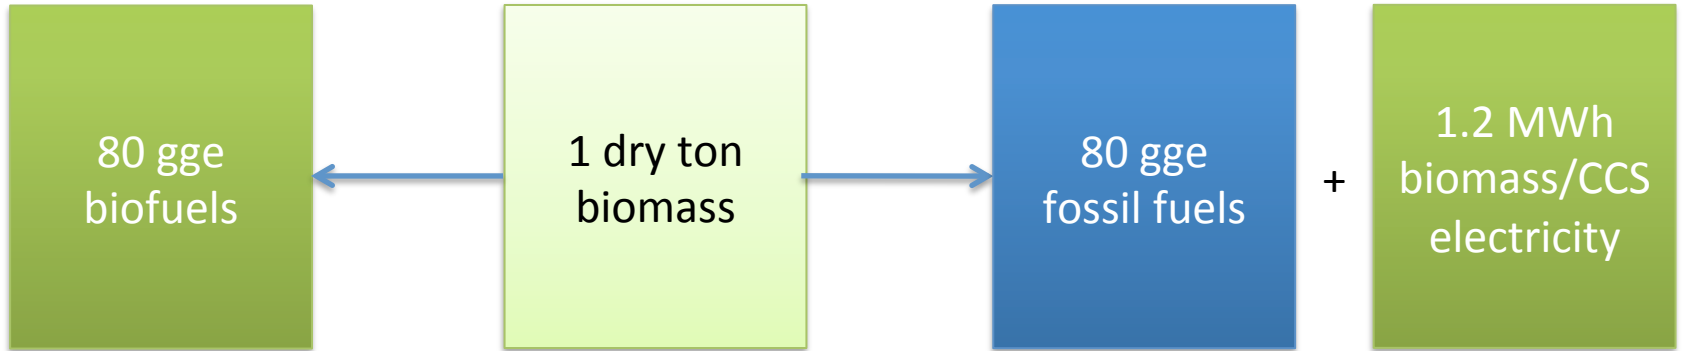 80 gge
biofuels
1 dry ton
biomass
80 gge
fossil fuels
+
1.2 MWh
biomass/CCS
electricity